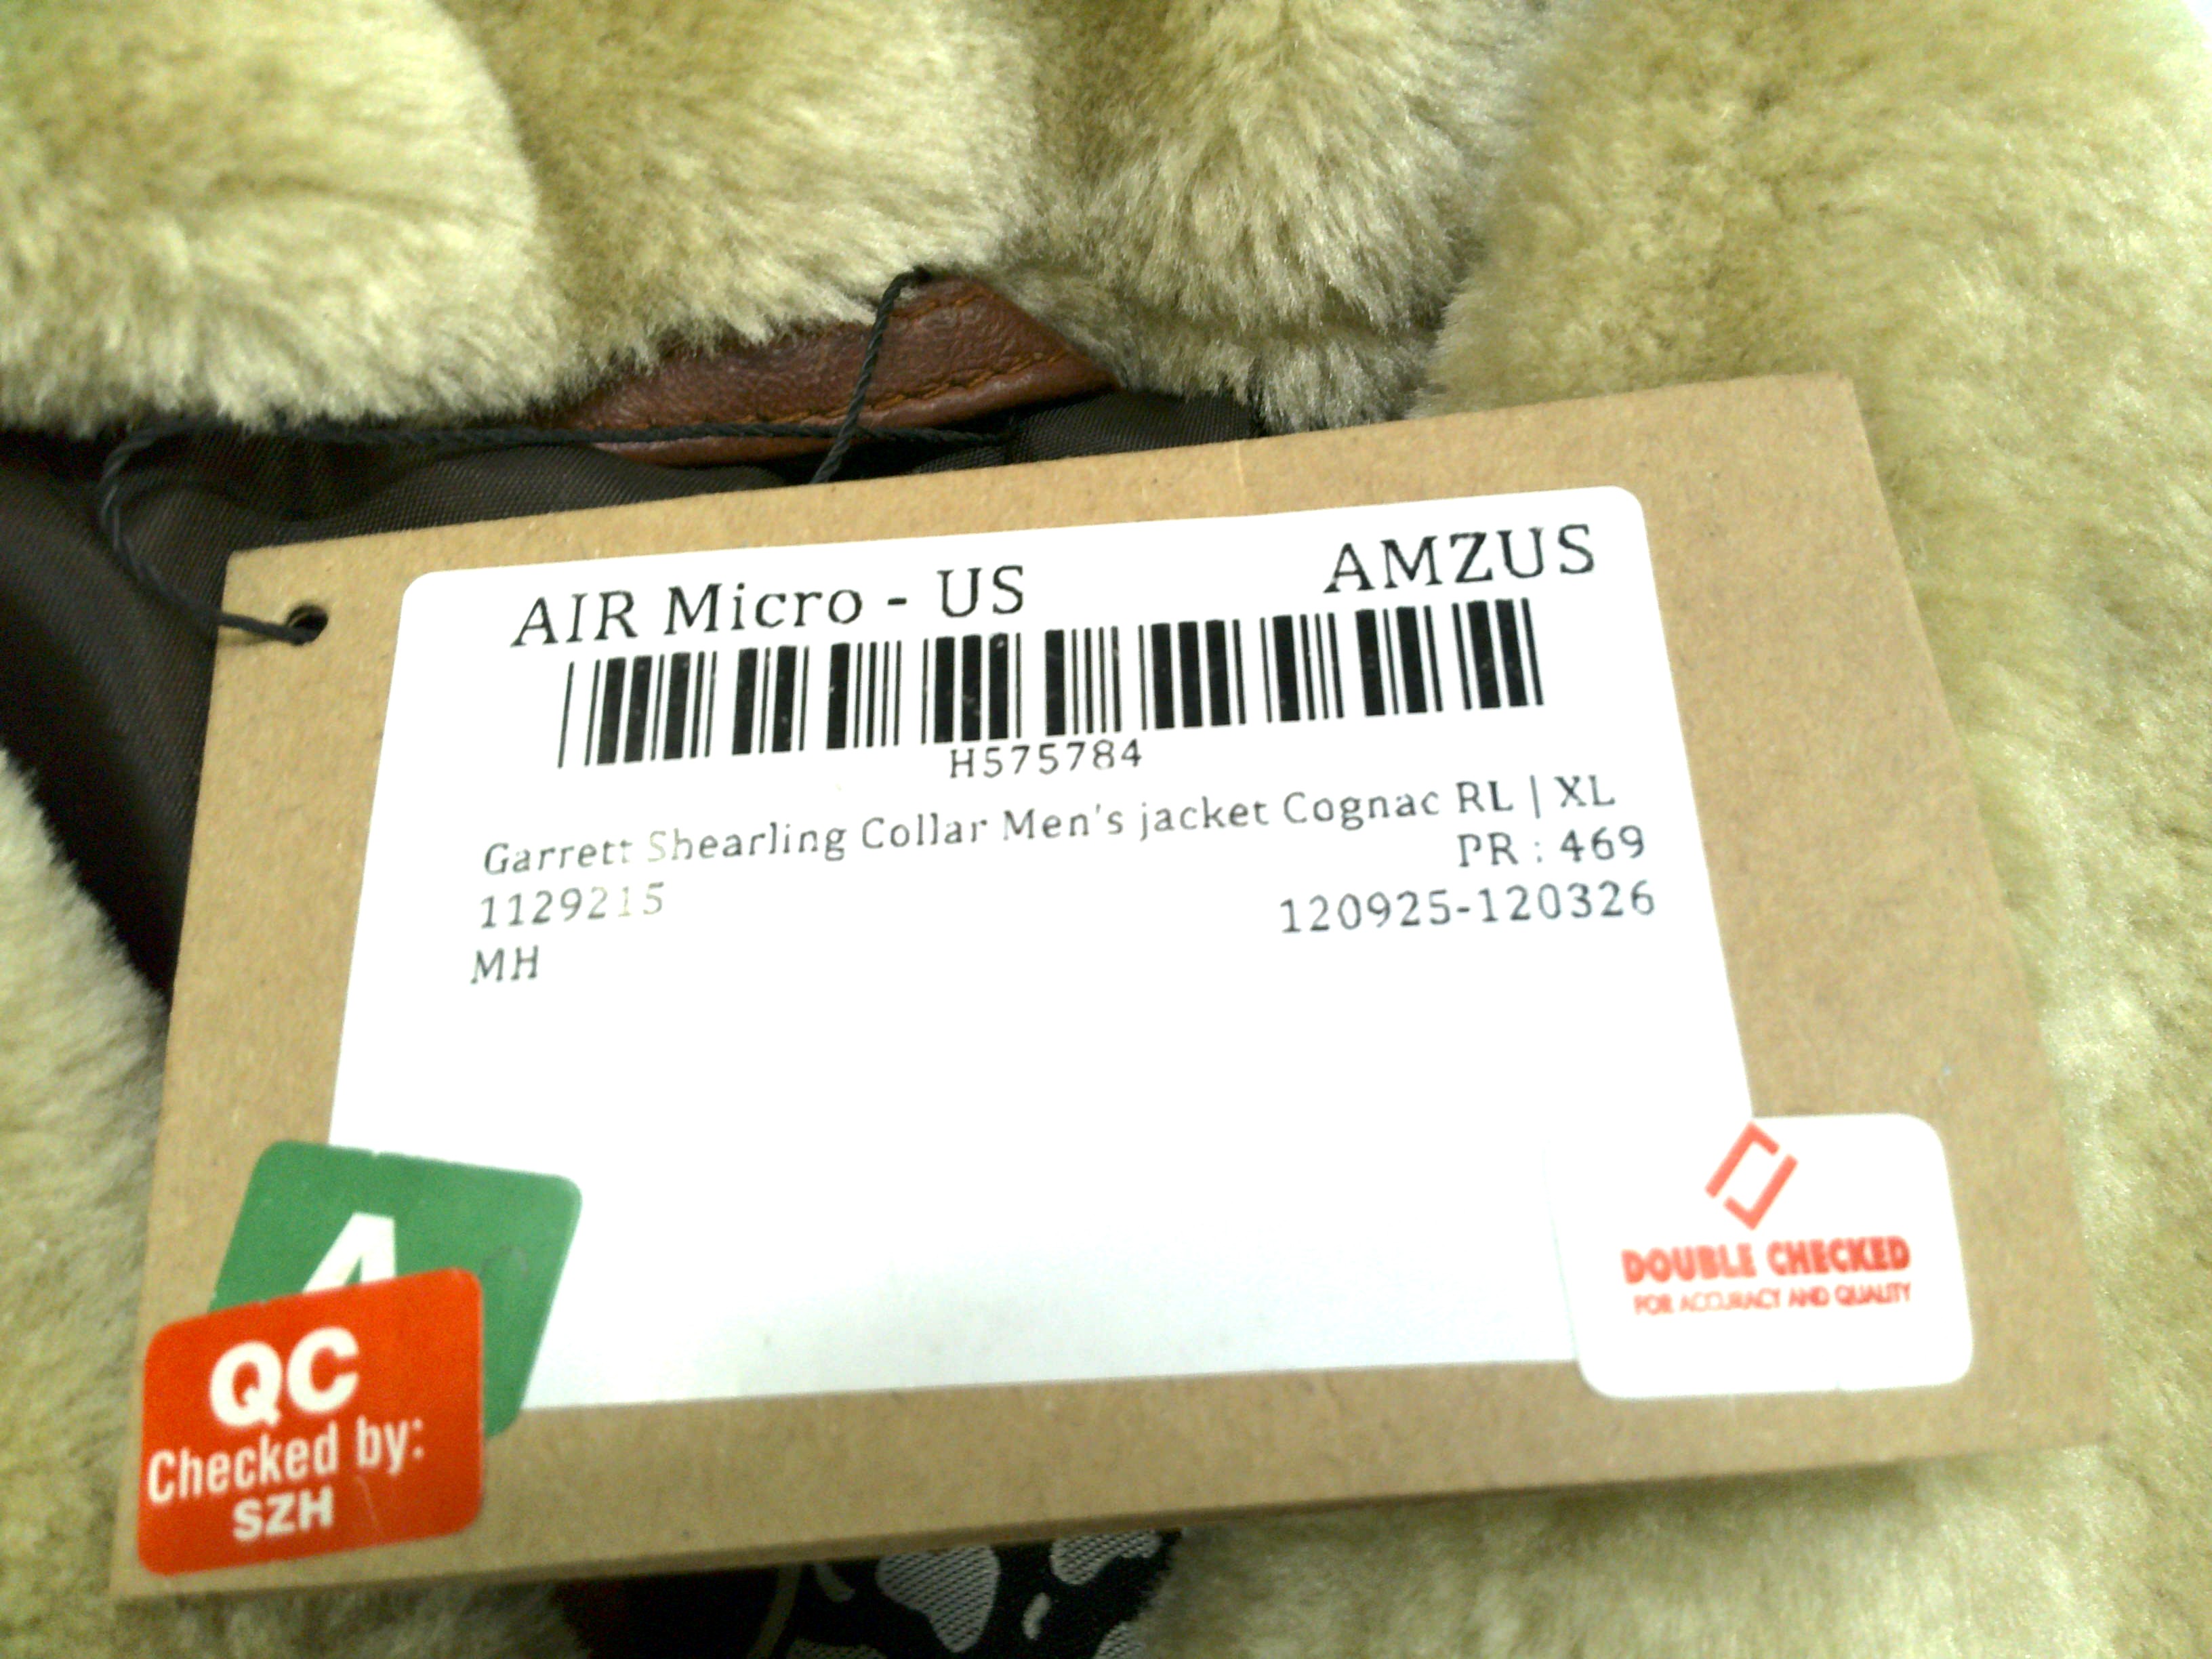 AIR Micro - US AMZUS
H575784
Garrett Shearling Collar Men's jacket Cognac RL | XL
PR : 469
1129215 120925-120326
MH
A
QC
Checked by:
SZH
DOUBLE CHECKED
FOR ACCURACY AND QUALITY